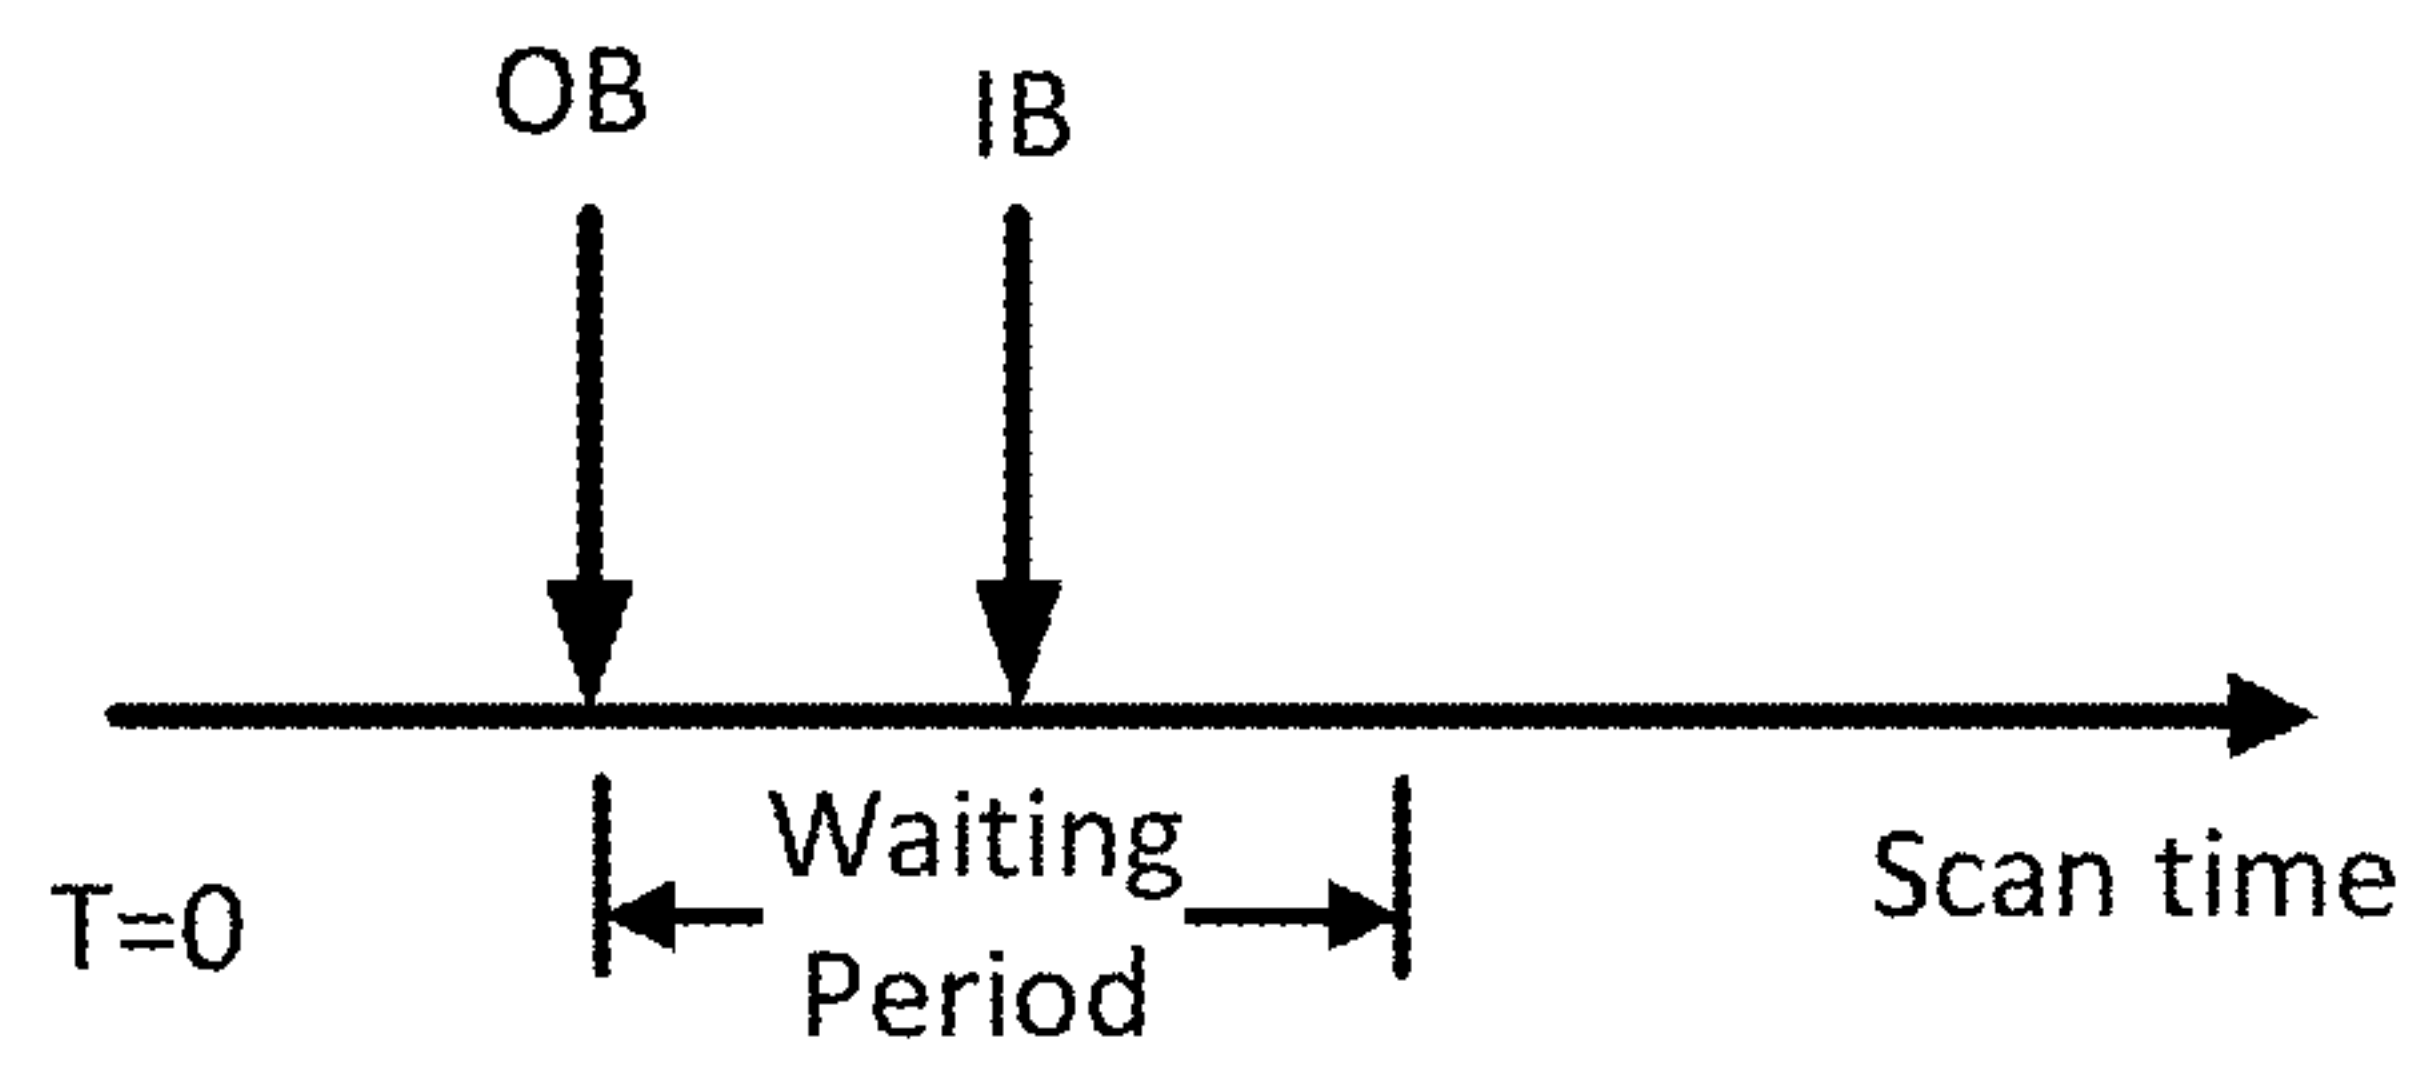 OB
IB
Waiting
Period
T=0
Scan time